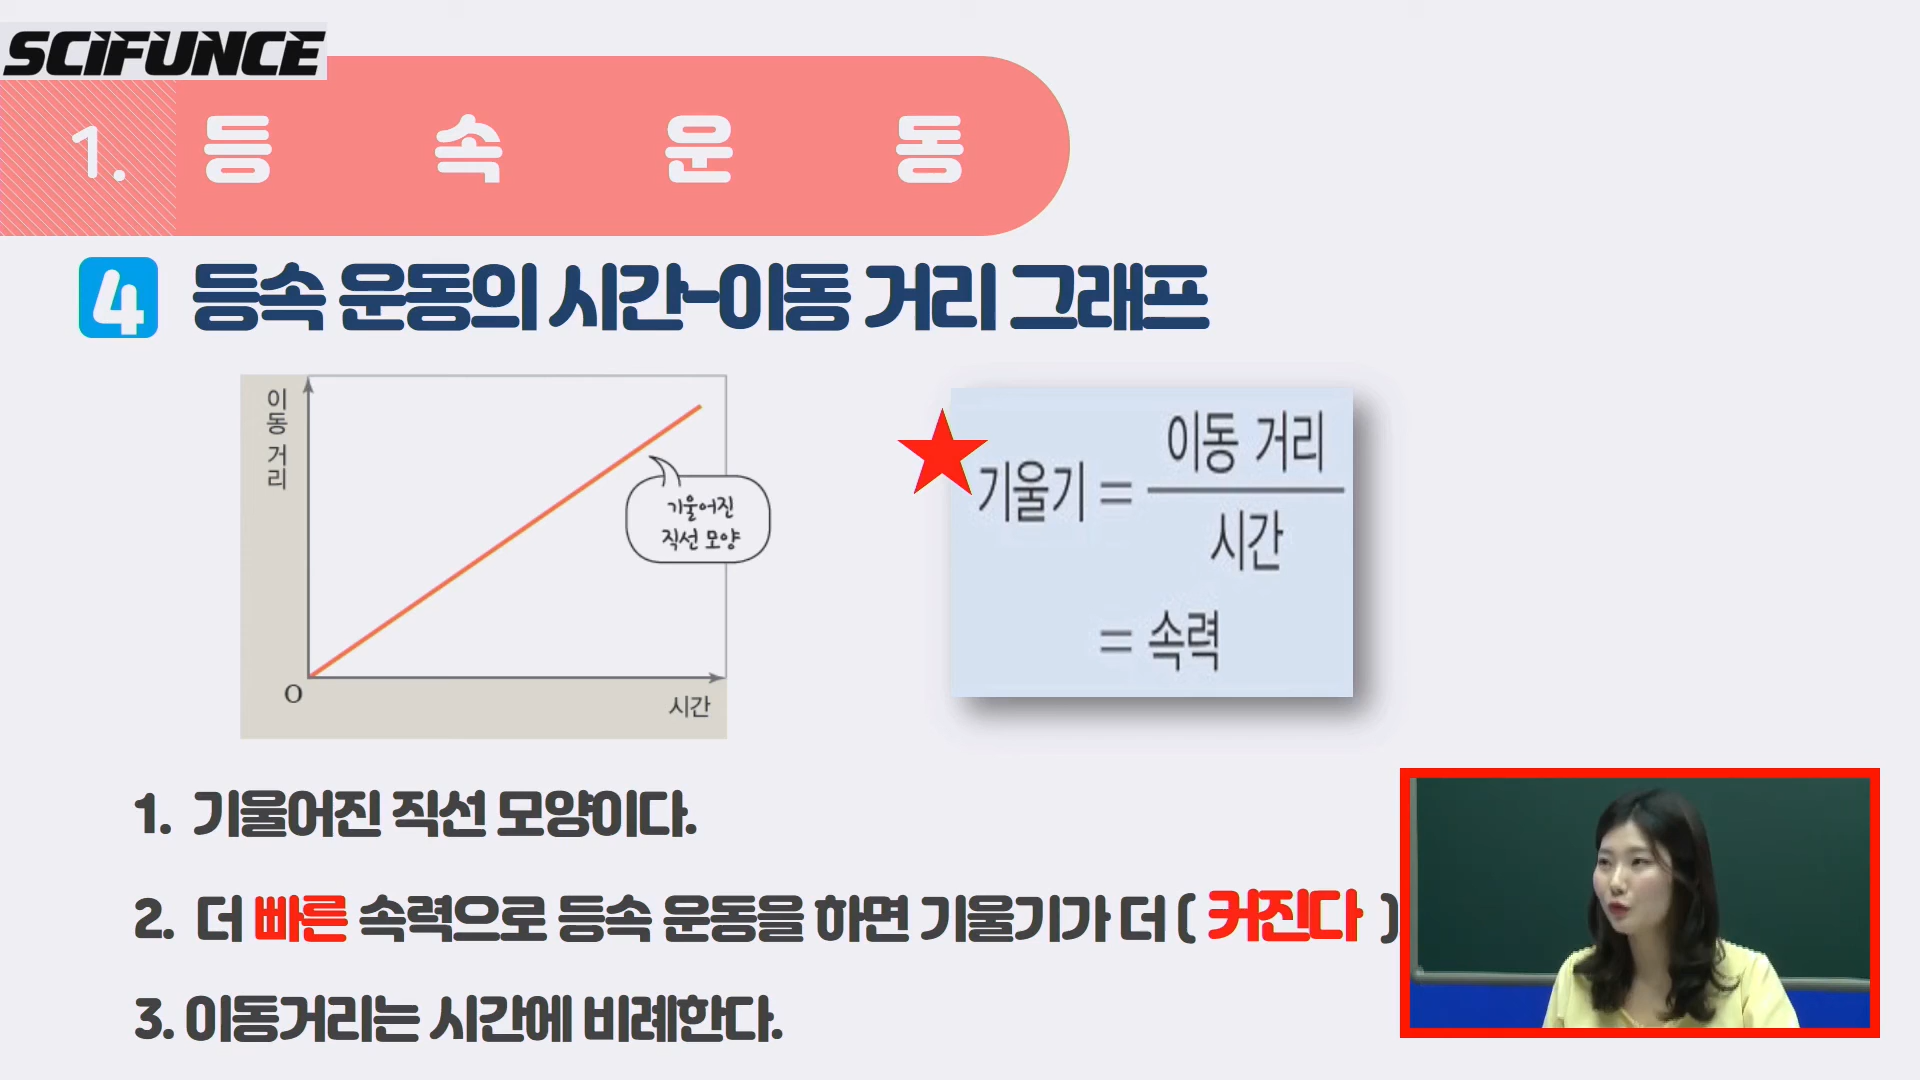 SCIFUNCE
1. 등 속 운 동
4 등속 운동의 시간-이동 거리 그래프
이동 거리
기울어진
직선 모양
O
시간
기울기 = 이동 거리
시간
= 속력
1. 기울어진 직선 모양이다.
2. 더 빠른 속력으로 등속 운동을 하면 기울기가 더 ( 커진다 )
3. 이동거리는 시간에 비례한다.